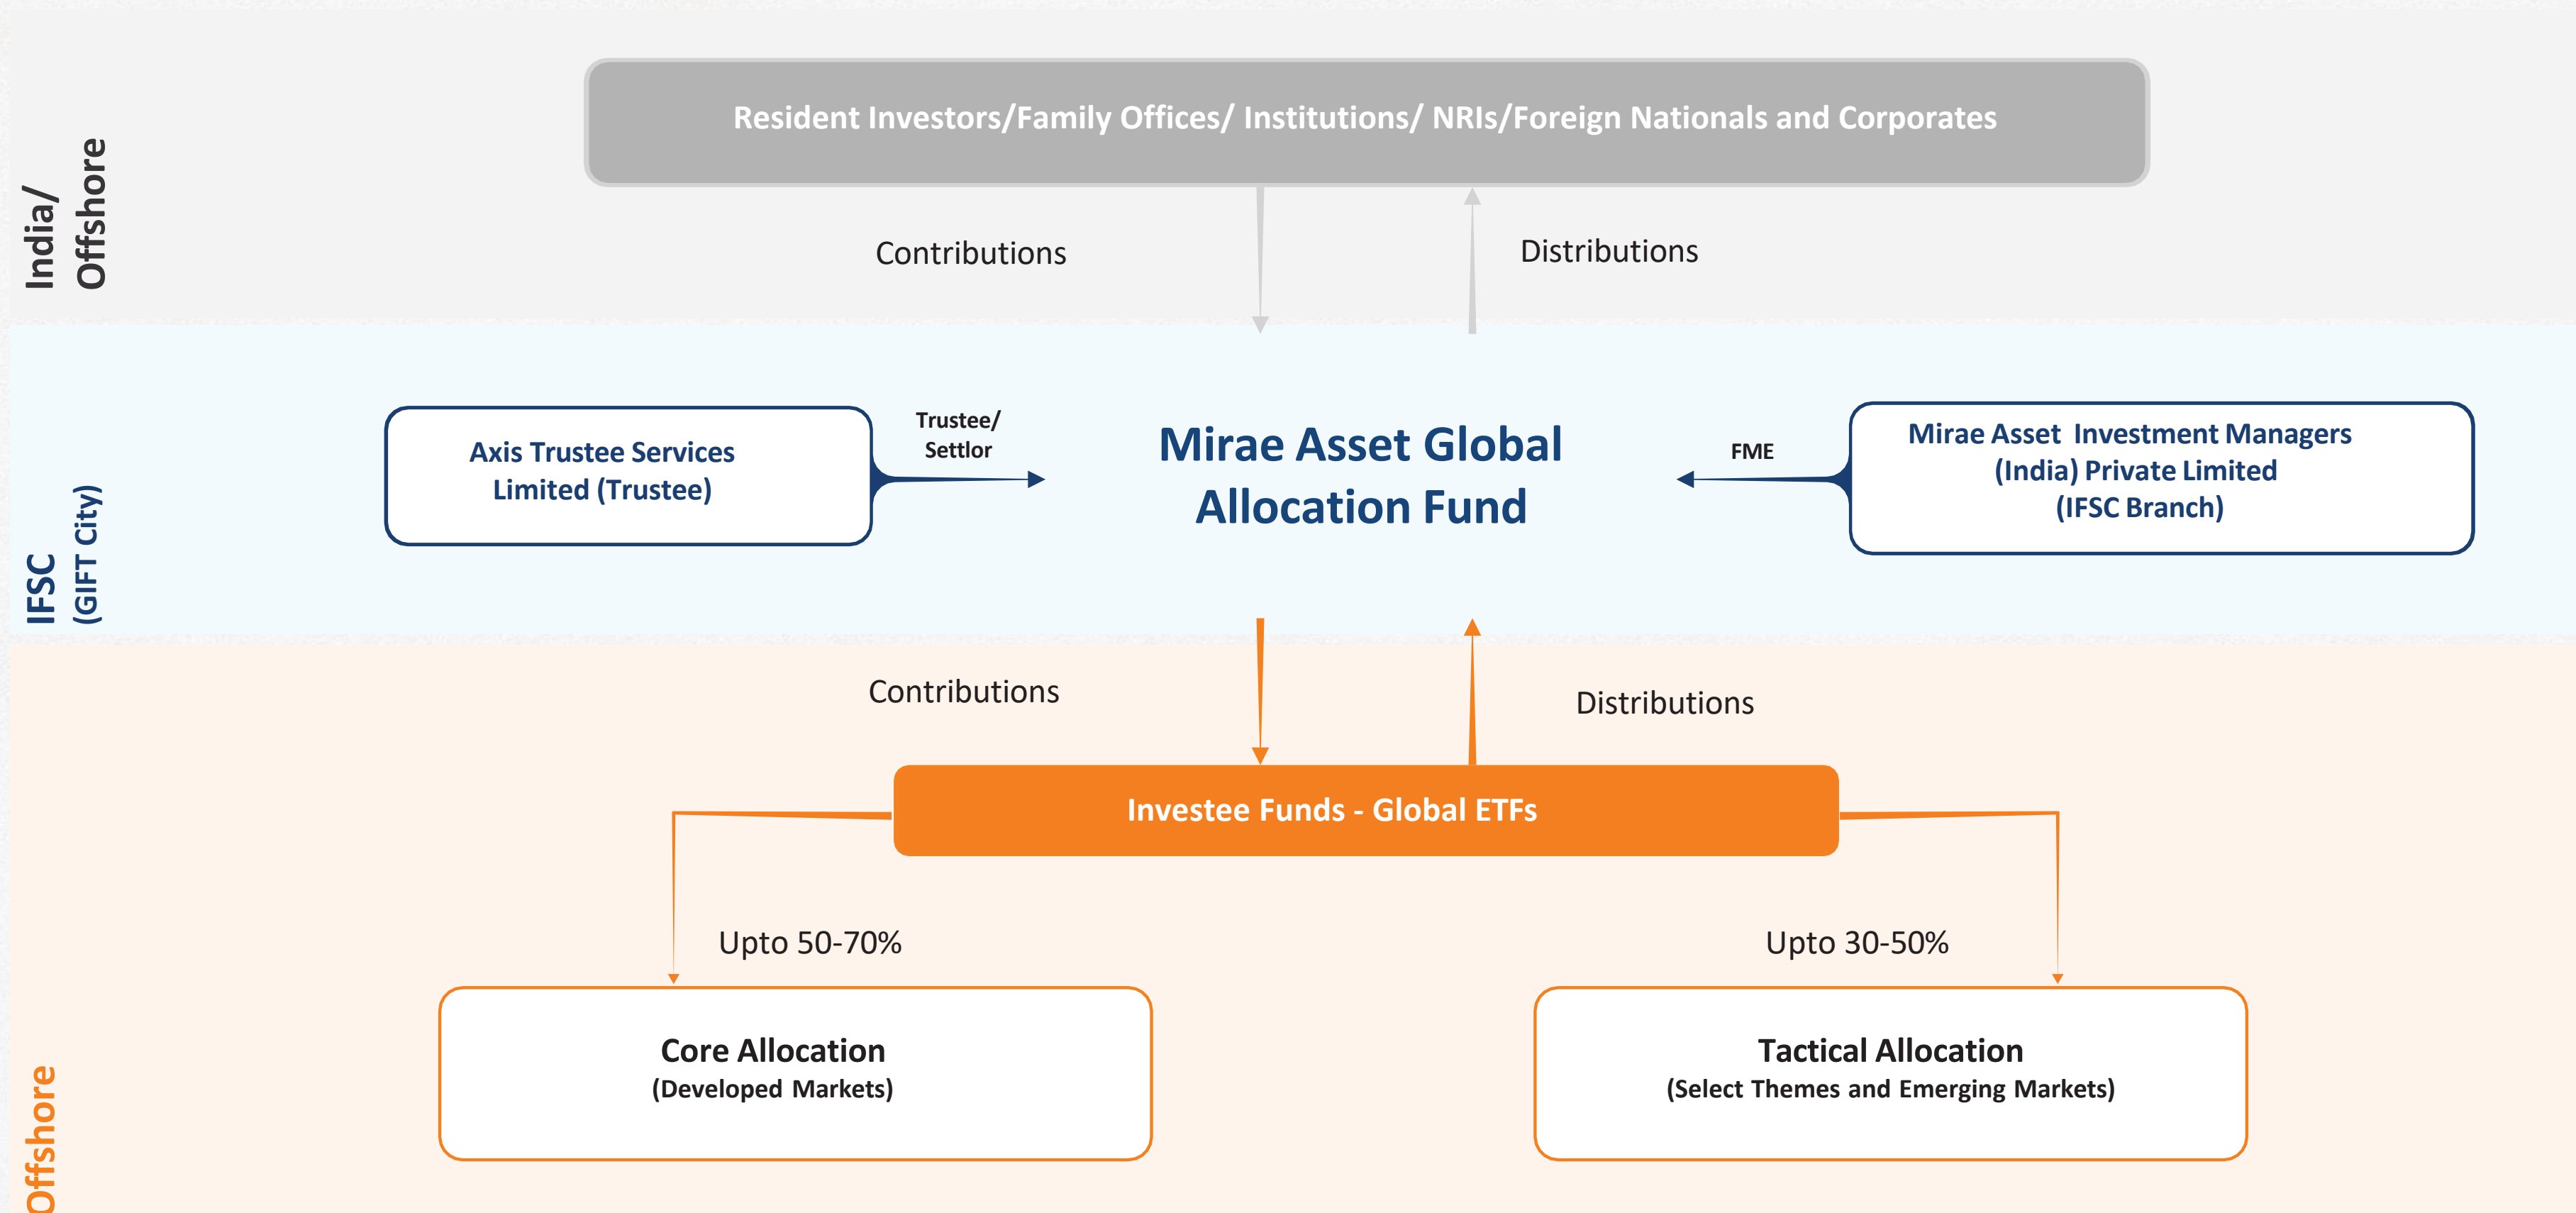 India/
Offshore
Resident Investors/Family Offices/ Institutions/ NRIs/Foreign Nationals and Corporates
Contributions
Distributions
IFSC
(GIFT City)
Axis Trustee Services
Limited (Trustee)
Trustee/
Settlor
Mirae Asset Global
Allocation Fund
FME
Mirae Asset Investment Managers
(India) Private Limited
(IFSC Branch)
Offshore
Contributions
Distributions
Investee Funds - Global ETFs
Upto 50-70%
Upto 30-50%
Core Allocation
(Developed Markets)
Tactical Allocation
(Select Themes and Emerging Markets)